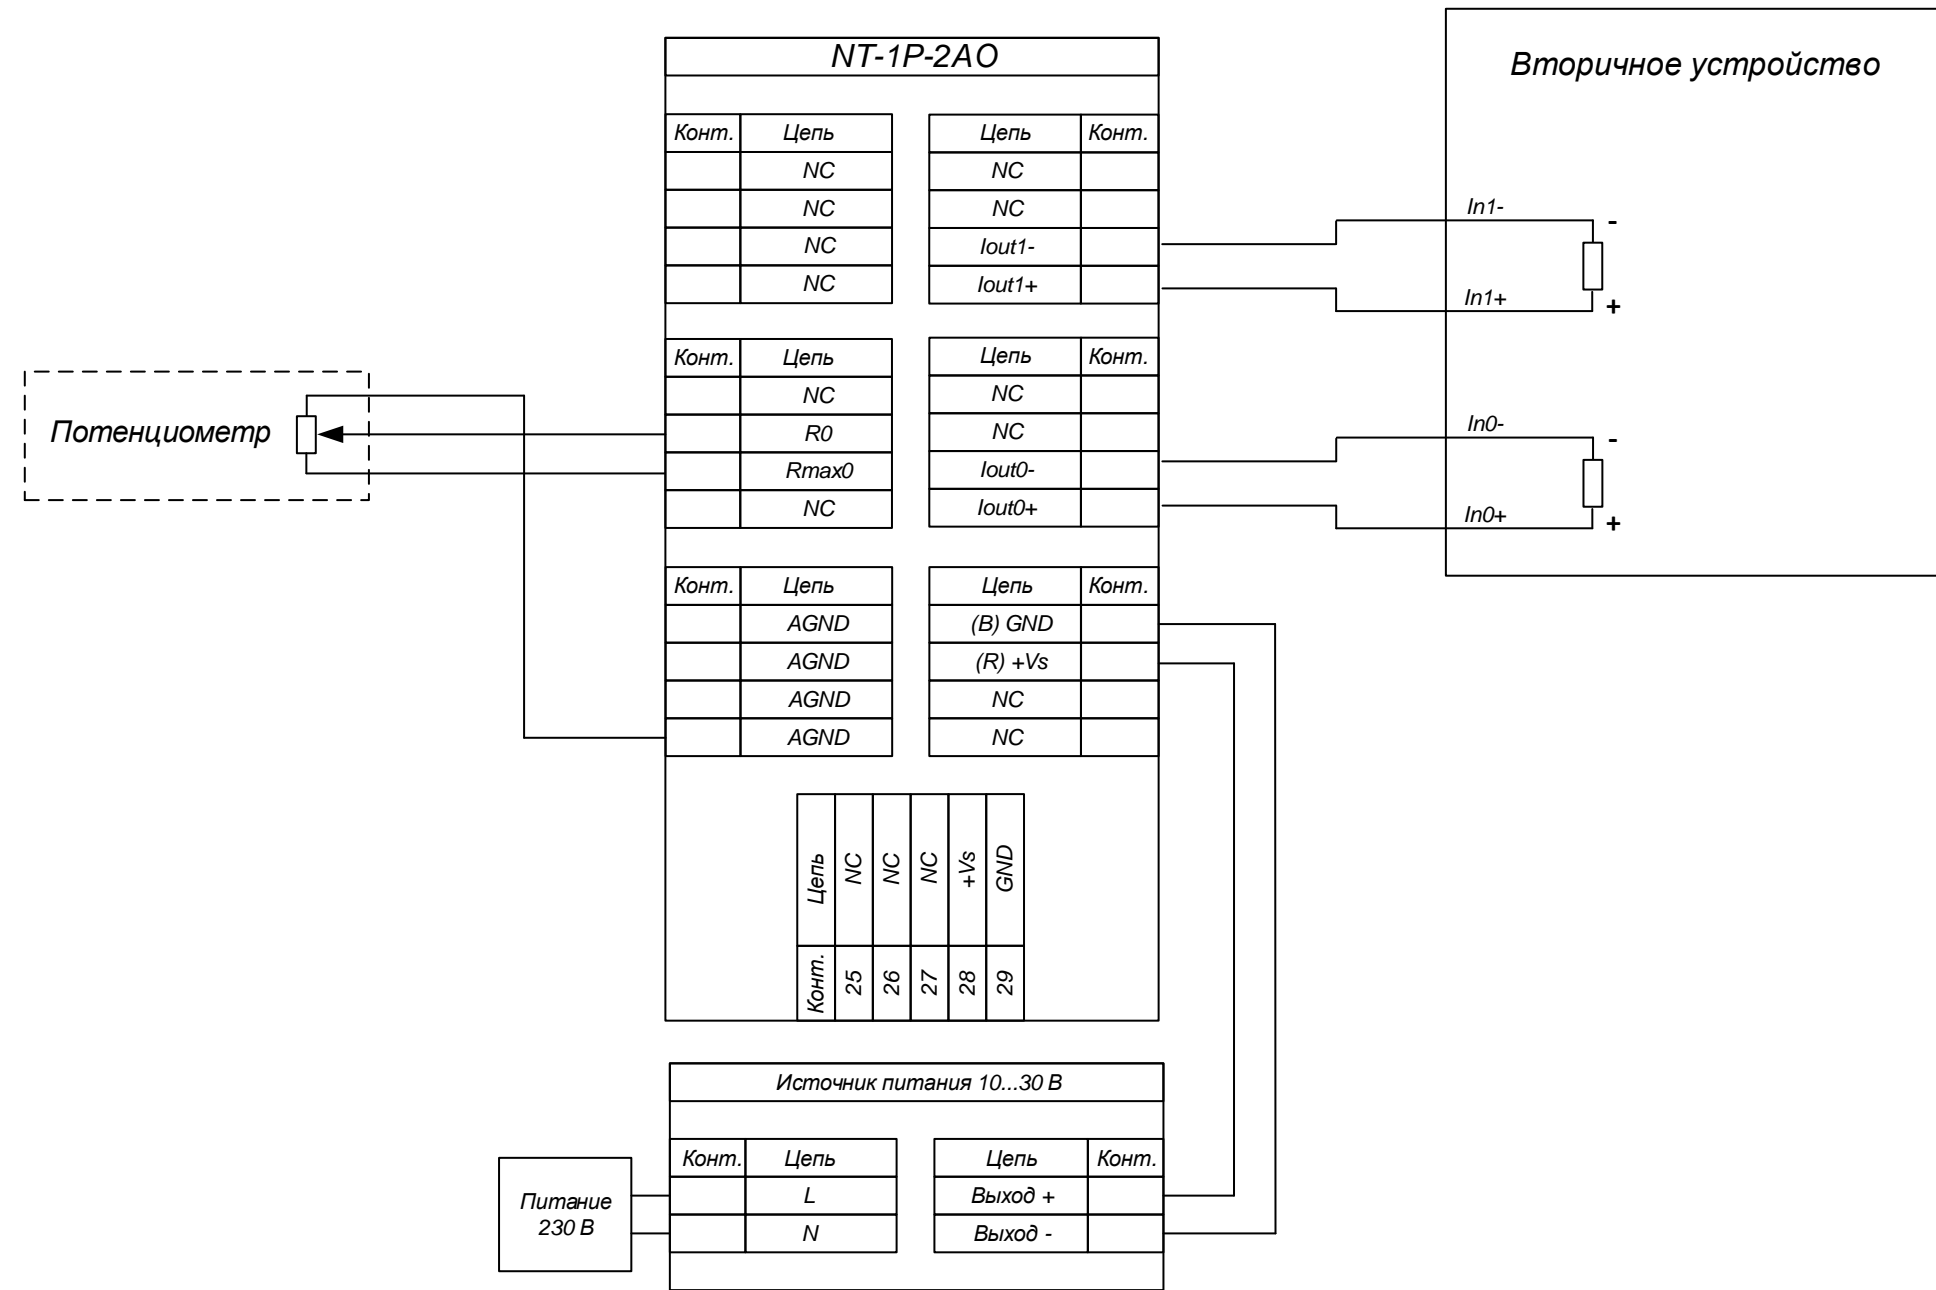 NT-1P-2AO
Вторичное устройство
Конт. Цепь Цепь Конт.
NC NC
NC NC
NC Iout1-
NC Iout1+
In1-
-
In1+
+
Конт. Цепь Цепь Конт.
NC NC
R0 NC
Rmax0 Iout0-
NC Iout0+
Потенциометр
In0-
-
In0+
+
Конт. Цепь Цепь Конт.
AGND (B) GND
AGND (R) +Vs
AGND NC
AGND NC
Цепь NC NC NC +Vs GND
Конт. 25 26 27 28 29
Источник питания 10...30 В
Конт. Цепь Цепь Конт.
L Выход +
N Выход -
Питание
230 В